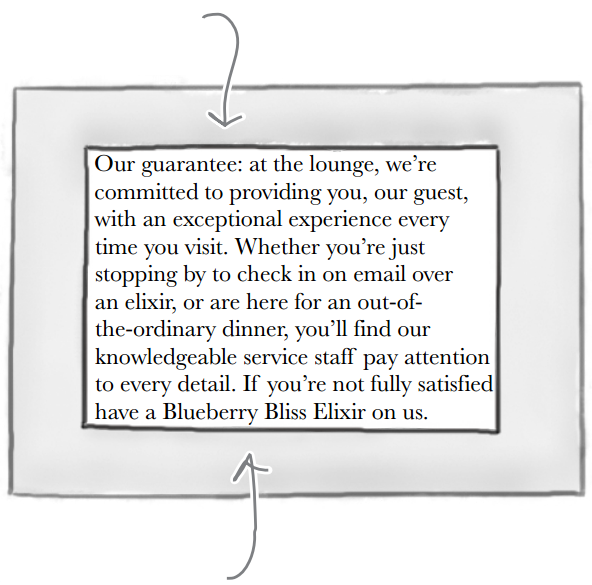 Our guarantee: at the lounge, we’re
committed to providing you, our guest,
with an exceptional experience every
time you visit. Whether you’re just
stopping by to check in on email over
an elixir, or are here for an out-of-
the-ordinary dinner, you’ll find our
knowledgeable service staff pay attention
to every detail. If you’re not fully satisfied
have a Blueberry Bliss Elixir on us.